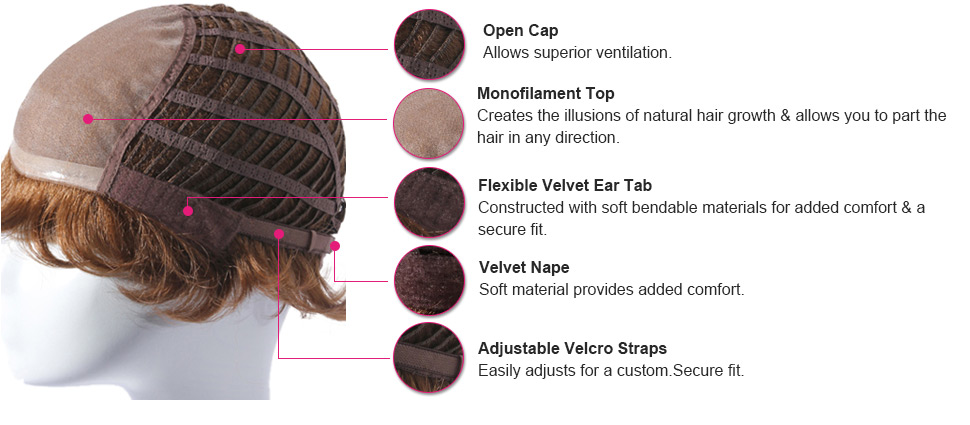 Open Cap
Allows superior ventilation.
Monofilament Top
Creates the illusions of natural hair growth & allows you to part the
hair in any direction.
Flexible Velvet Ear Tab
Constructed with soft bendable materials for added comfort & a
secure fit.
Velvet Nape
Soft material provides added comfort.
Adjustable Velcro Straps
Easily adjusts for a custom.Secure fit.